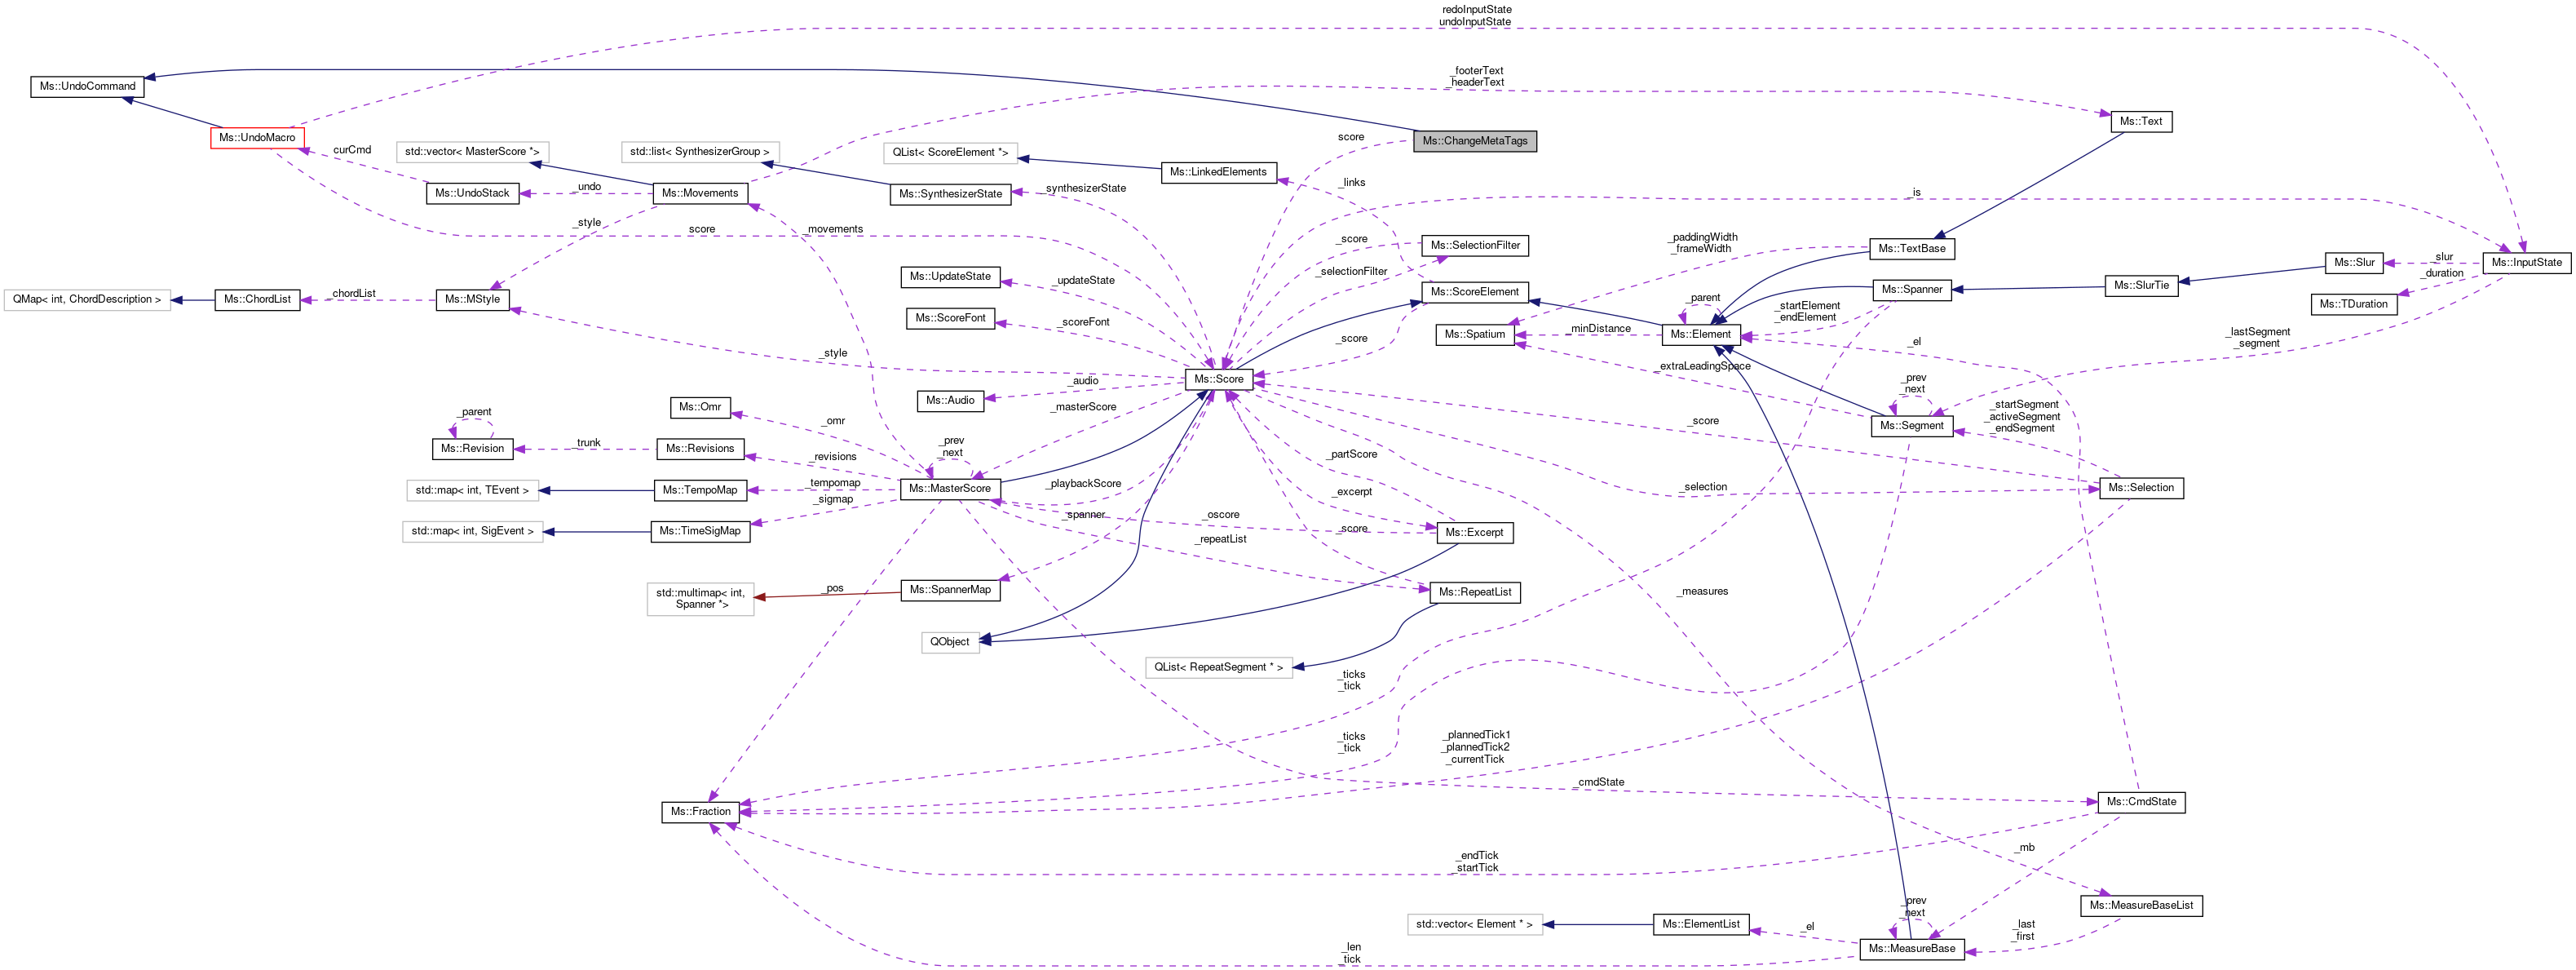 redoInputState
undoInputState
_footerText
_headerText
Ms::UndoCommand
Ms::Text
Ms::UndoMacro
score
Ms::ChangeMetaTags
curCmd
std::vector< MasterScore *>
std::list< SynthesizerGroup >
QList< ScoreElement *>
Ms::LinkedElements
_links
Ms::UndoStack
_undo
Ms::Movements
Ms::SynthesizerState
_synthesizerState
_is
_style
score
_movements
_score
Ms::SelectionFilter
_paddingWidth
_frameWidth
Ms::TextBase
_slur
Ms::Slur
Ms::InputState
Ms::UpdateState
_updateState
_selectionFilter
_duration
QMap< int, ChordDescription >
Ms::ChordList
_chordList
Ms::MStyle
Ms::ScoreElement
_parent
Ms::Spanner
Ms::SlurTie
_startElement
_endElement
Ms::TDuration
Ms::ScoreFont
_scoreFont
Ms::Spatium
_minDistance
Ms::Element
_lastSegment
_segment
_score
_el
_style
_extraLeadingSpace
Ms::Score
_audio
_prev
_next
Ms::Audio
Ms::Omr
_masterScore
_startSegment
_activeSegment
_endSegment
_parent
_omr
_score
Ms::Segment
Ms::Revision
_trunk
Ms::Revisions
_revisions
_prev
_next
_partScore
std::map< int, TEvent >
Ms::TempoMap
_tempomap
Ms::MasterScore
_playbackScore
_excerpt
_selection
Ms::Selection
_sigmap
std::map< int, SigEvent >
Ms::TimeSigMap
_spanner
_oscore
_score
Ms::Excerpt
_repeatList
std::multimap< int,
Spanner *>
_pos
Ms::SpannerMap
Ms::RepeatList
_measures
QObject
QList< RepeatSegment * >
_ticks
_tick
_ticks
_tick
_plannedTick1
_plannedTick2
_currentTick
_cmdState
Ms::Fraction
Ms::CmdState
_endTick
_startTick
_mb
std::vector< Element * >
Ms::ElementList
_el
_prev
_next
Ms::MeasureBaseList
_last
_first
Ms::MeasureBase
_len
_tick